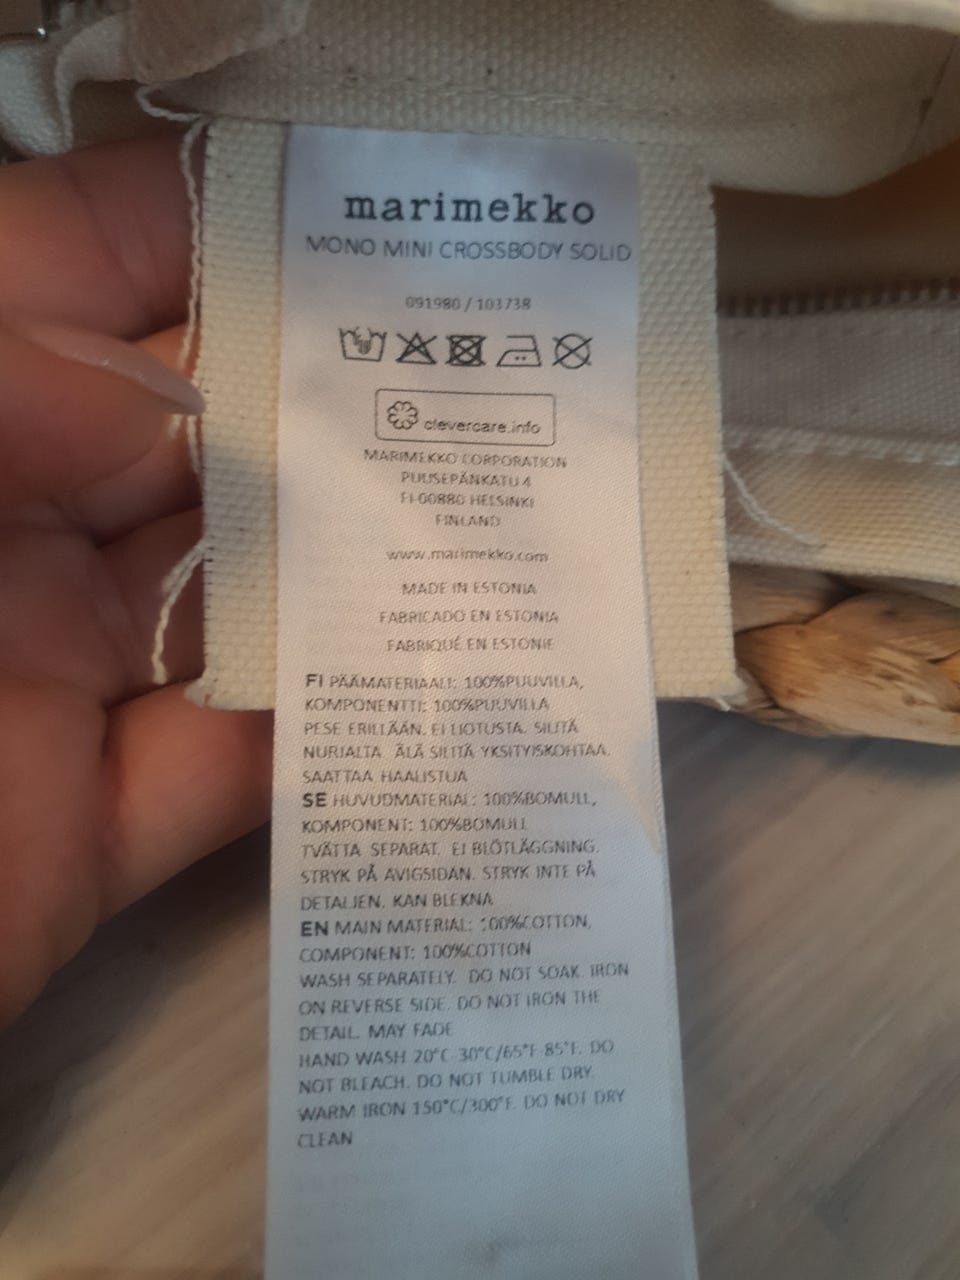 marimekko
MONO MINI CROSSBODY SOLID
091980 / 103738
clevercare.info
MARIMEKKO CORPORATION
PUUSEPÄNKATU 4
FI-00880 HELSINKI
FINLAND
www.marimekko.com
MADE IN ESTONIA
FABRICADO EN ESTONIA
FABRIQUÉ EN ESTONIE
FI PÄÄMATERIAALI: 100%PUUVILLA,
KOMPONENTTI: 100%PUUVILLA
PESE ERILLÄÄN. EI LIOTUSTA. SILITÄ
NURJALTA. ÄLÄ SILITÄ YKSITYISKOHTAA.
SAATTAA HAALISTUA
SE HUVUDMATERIAL: 100%BOMULL,
KOMPONENT: 100%BOMULL
TVÄTTA SEPARAT. EJ BLÖTLÄGGNING.
STRYK PÅ AVIGSIDAN. STRYK INTE PÅ
DETALJEN. KAN BLEKNA
EN MAIN MATERIAL: 100%COTTON,
COMPONENT: 100%COTTON
WASH SEPARATELY. DO NOT SOAK. IRON
ON REVERSE SIDE. DO NOT IRON THE
DETAIL. MAY FADE
HAND WASH 20°C-30°C/65°F-85°F. DO
NOT BLEACH. DO NOT TUMBLE DRY.
WARM IRON 150°C/300°F. DO NOT DRY
CLEAN